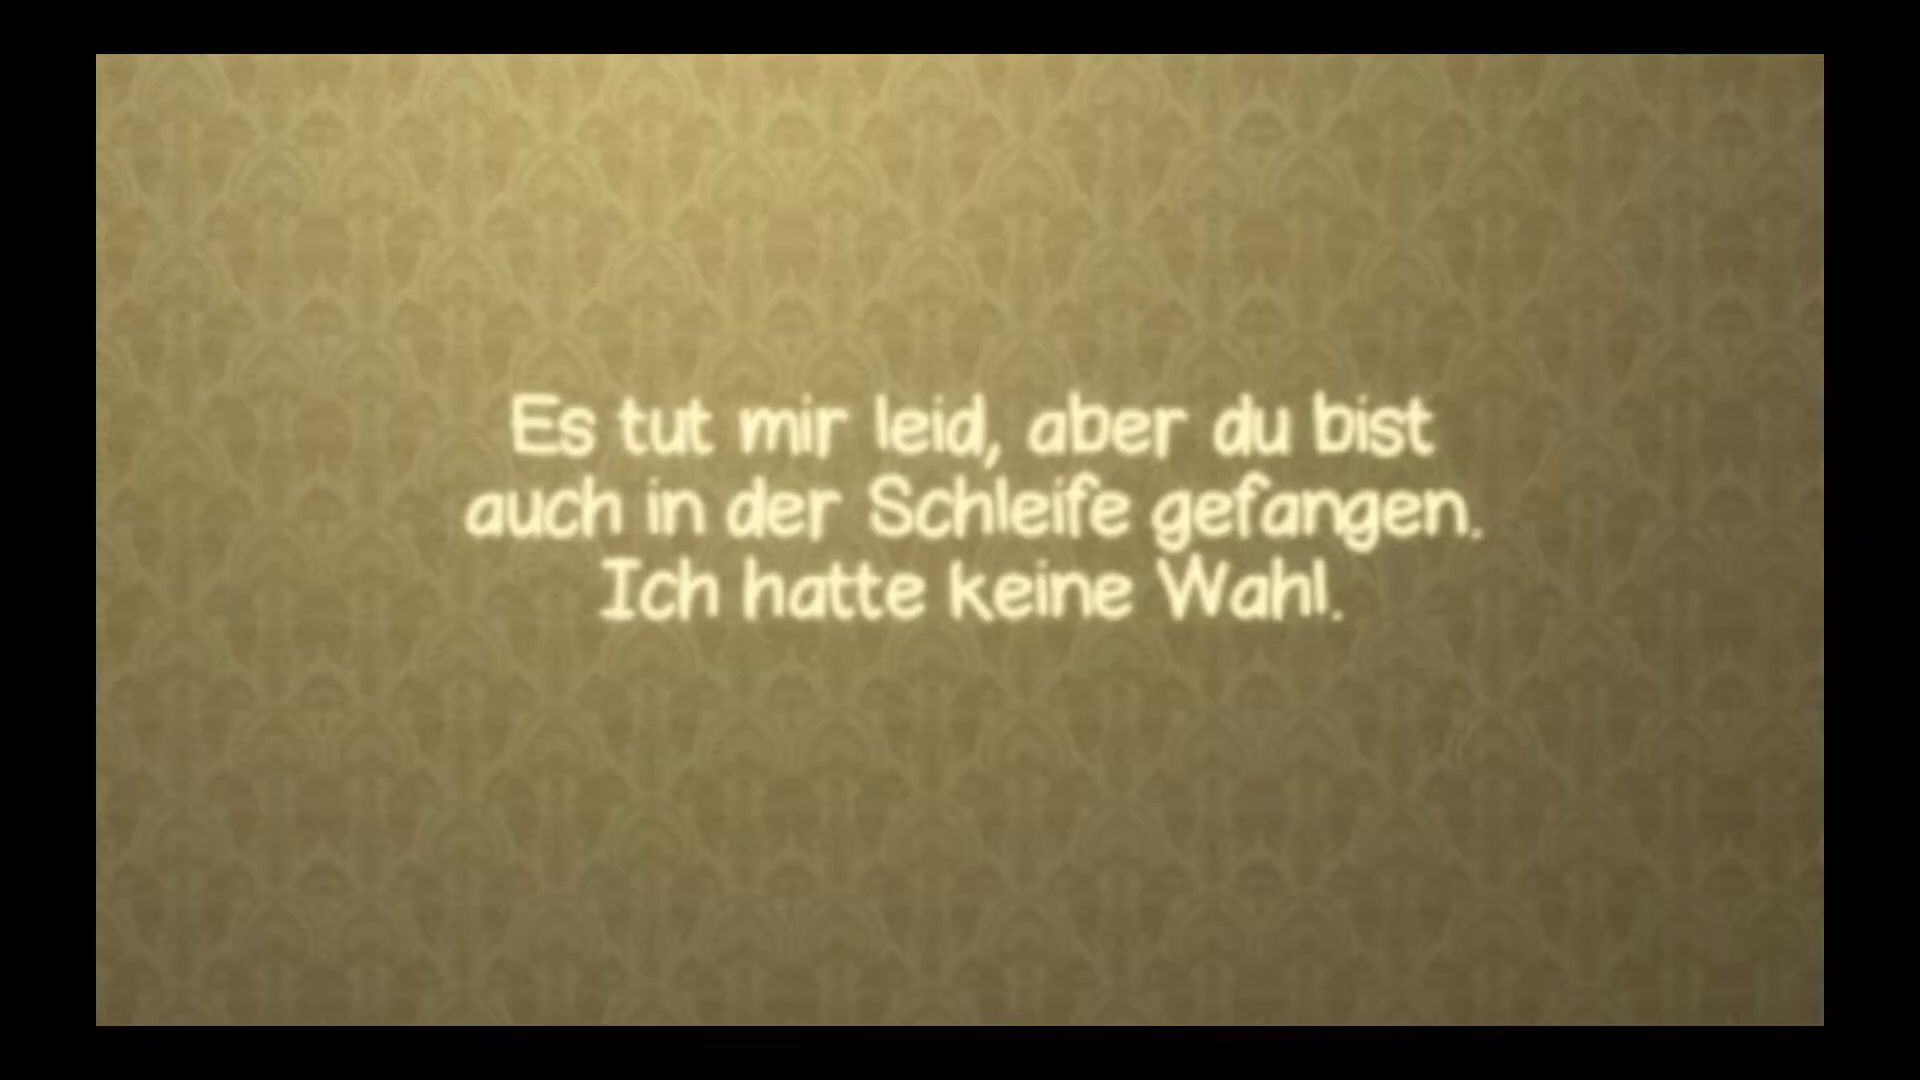 Es tut mir leid, aber du bist
auch in der Schleife gefangen.
Ich hatte keine Wahl.